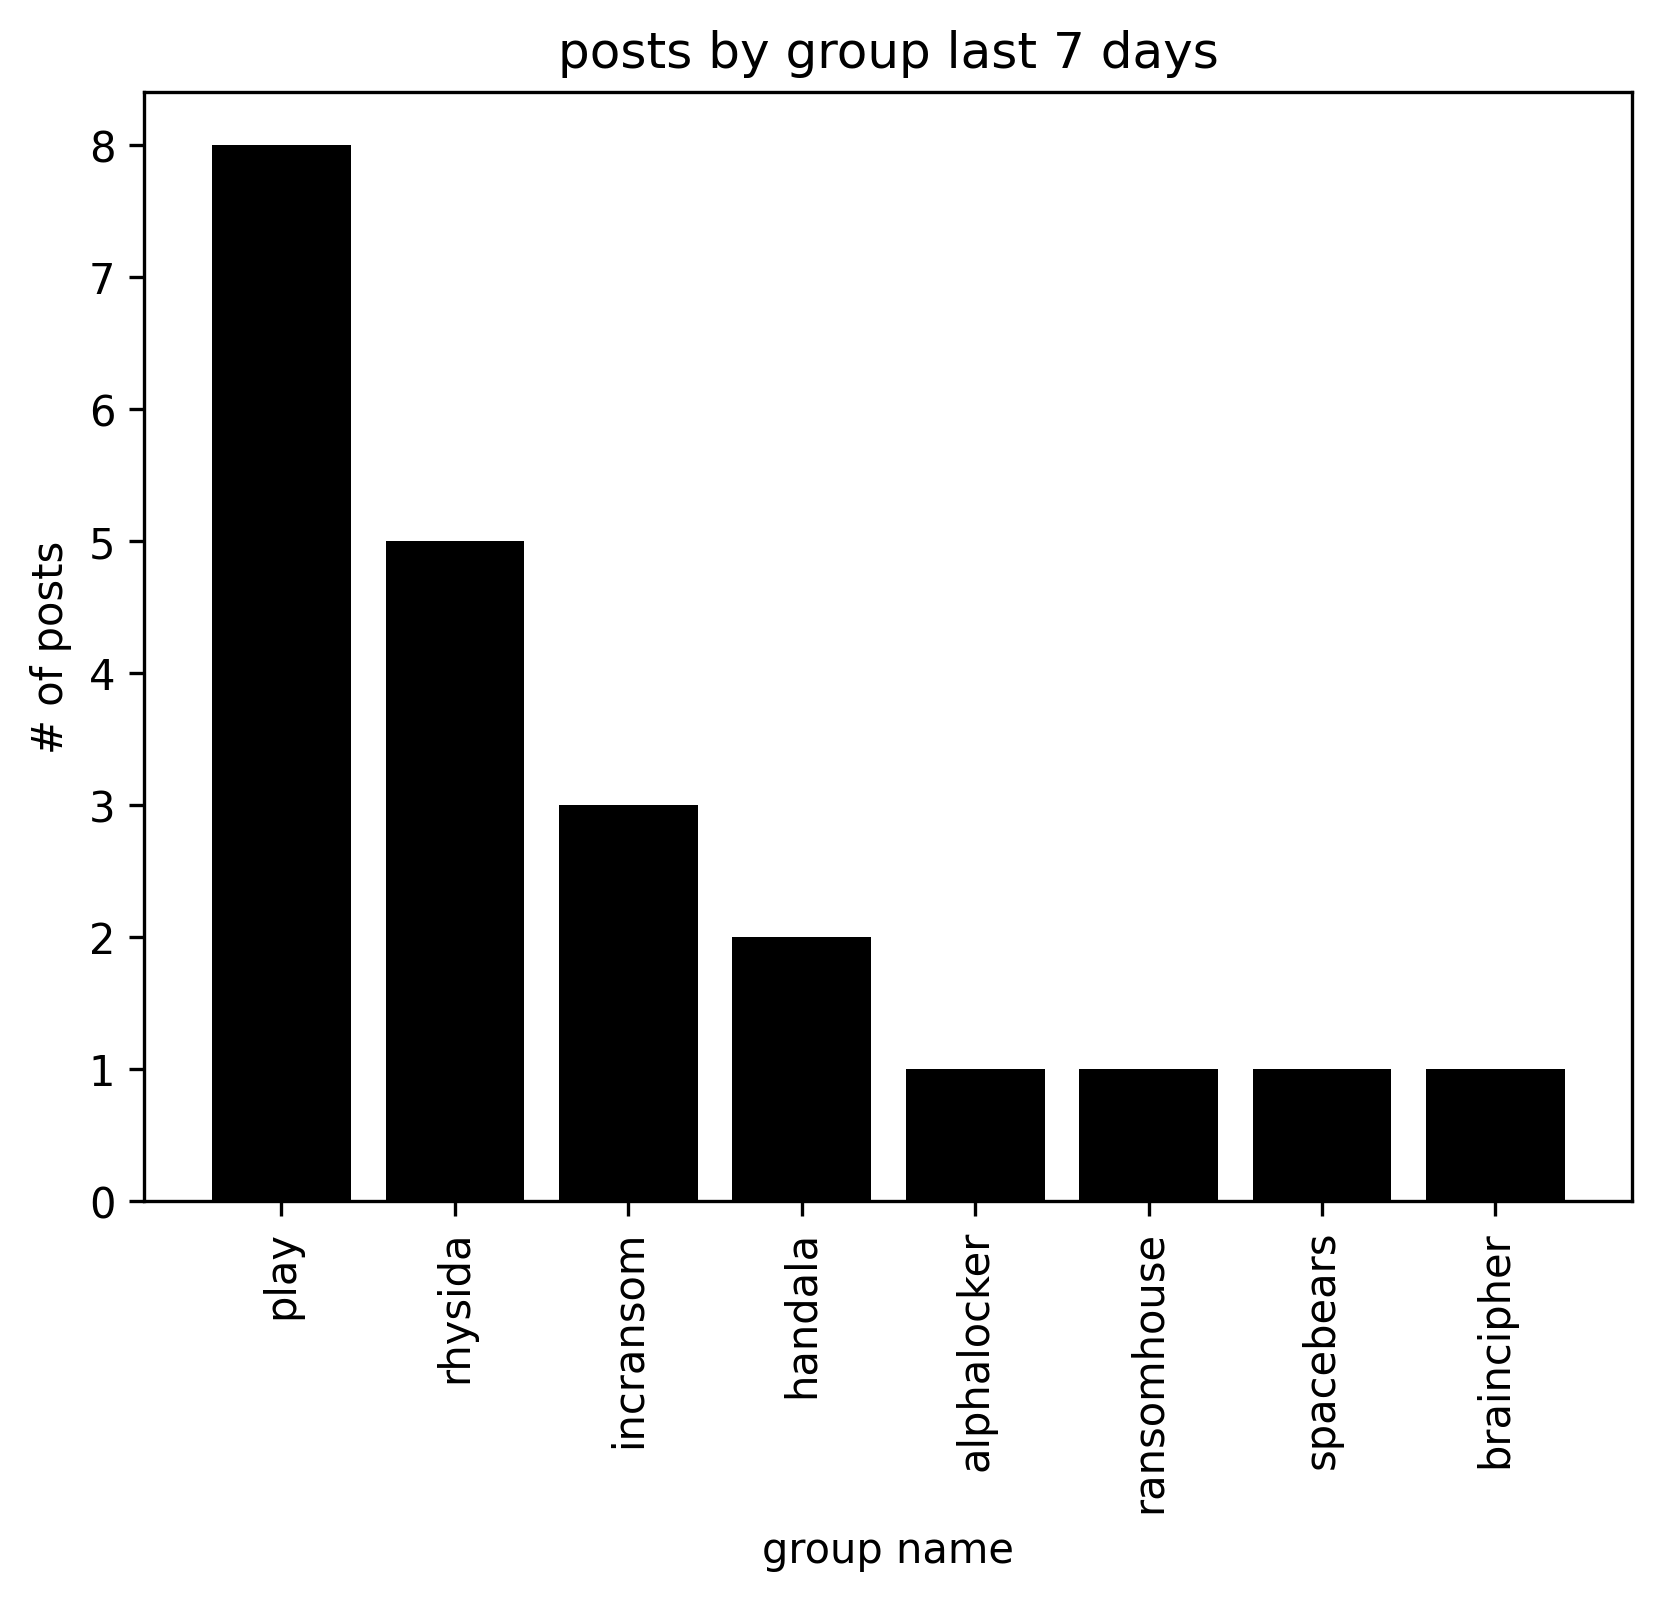 posts by group last 7 days
# of posts
8
7
6
5
4
3
2
1
0
play
rhysida
incransom
handala
alphalocker
ransomhouse
spacebears
braincipher
group name